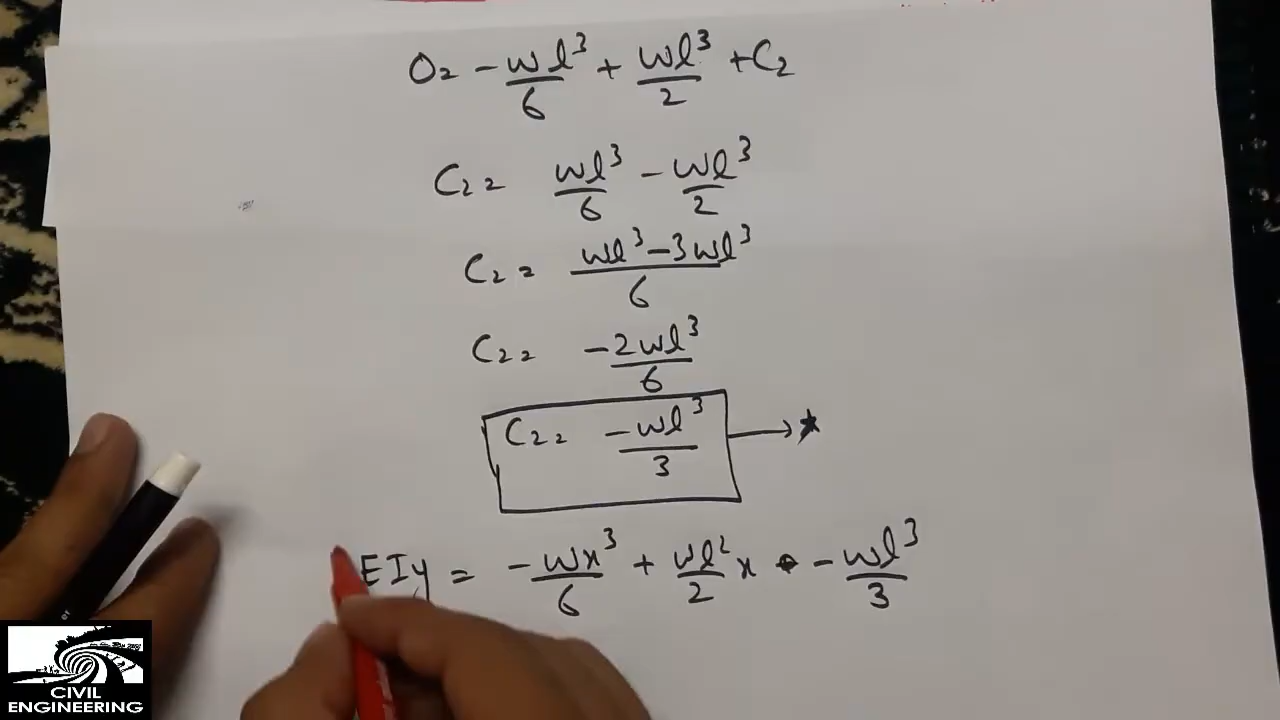 0 = -wl³/6 + wl³/2 + C₂
C₂ = wl³/6 - wl³/2
C₂ = wl³-3wl³/6
C₂ = -2wl³/6
C₂ = -wl³/3 → ★
EIy = -wx³/6 + wl²/2 x - wl³/3
CIVIL
ENGINEERING